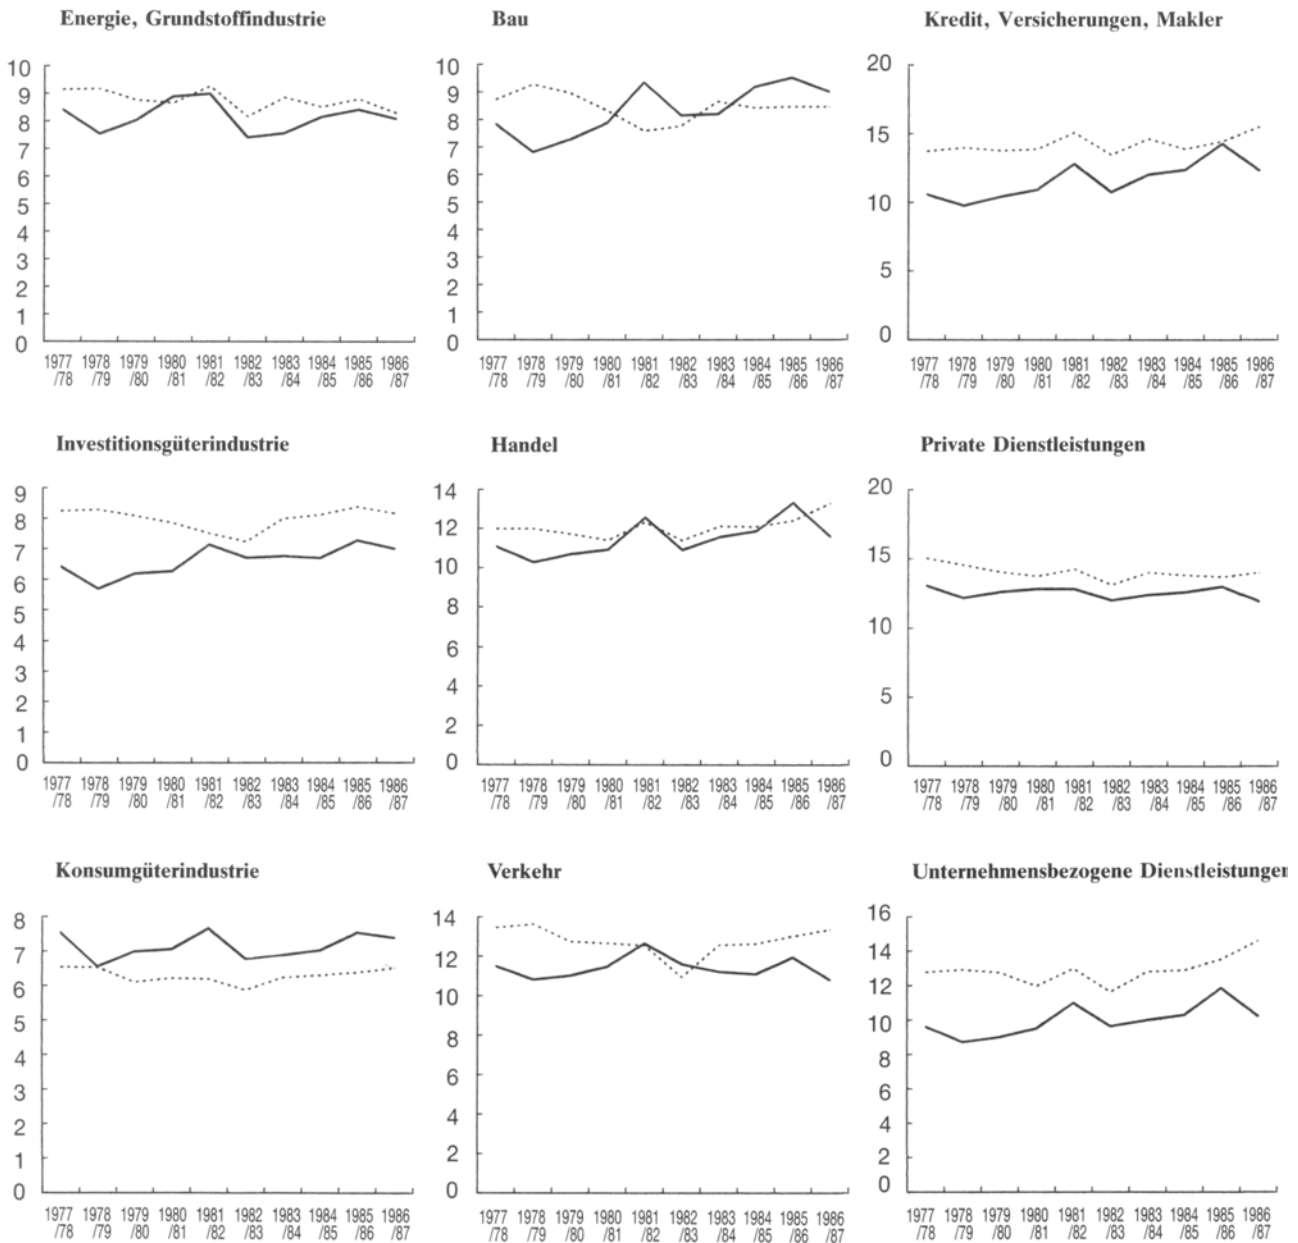 Energie, Grundstoffindustrie
10
9
8
7
6
5
4
3
2
1
0
1977 1978 1979 1980 1981 1982 1983 1984 1985 1986
/78 /79 /80 /81 /82 /83 /84 /85 /86 /87
Bau
10
9
8
7
6
5
4
3
2
1
0
1977 1978 1979 1980 1981 1982 1983 1984 1985 1986
/78 /79 /80 /81 /82 /83 /84 /85 /86 /87
Kredit, Versicherungen, Makler
20
15
10
5
0
1977 1978 1979 1980 1981 1982 1983 1984 1985 1986
/78 /79 /80 /81 /82 /83 /84 /85 /86 /87
Investitionsgüterindustrie
9
8
7
6
5
4
3
2
1
0
1977 1978 1979 1980 1981 1982 1983 1984 1985 1986
/78 /79 /80 /81 /82 /83 /84 /85 /86 /87
Handel
14
12
10
8
6
4
2
0
1977 1978 1979 1980 1981 1982 1983 1984 1985 1986
/78 /79 /80 /81 /82 /83 /84 /85 /86 /87
Private Dienstleistungen
20
15
10
5
0
1977 1978 1979 1980 1981 1982 1983 1984 1985 1986
/78 /79 /80 /81 /82 /83 /84 /85 /86 /87
Konsumgüterindustrie
8
7
6
5
4
3
2
1
0
1977 1978 1979 1980 1981 1982 1983 1984 1985 1986
/78 /79 /80 /81 /82 /83 /84 /85 /86 /87
Verkehr
14
12
10
8
6
4
2
0
1977 1978 1979 1980 1981 1982 1983 1984 1985 1986
/78 /79 /80 /81 /82 /83 /84 /85 /86 /87
Unternehmensbezogene Dienstleistungen
16
14
12
10
8
6
4
2
0
1977 1978 1979 1980 1981 1982 1983 1984 1985 1986
/78 /79 /80 /81 /82 /83 /84 /85 /86 /87